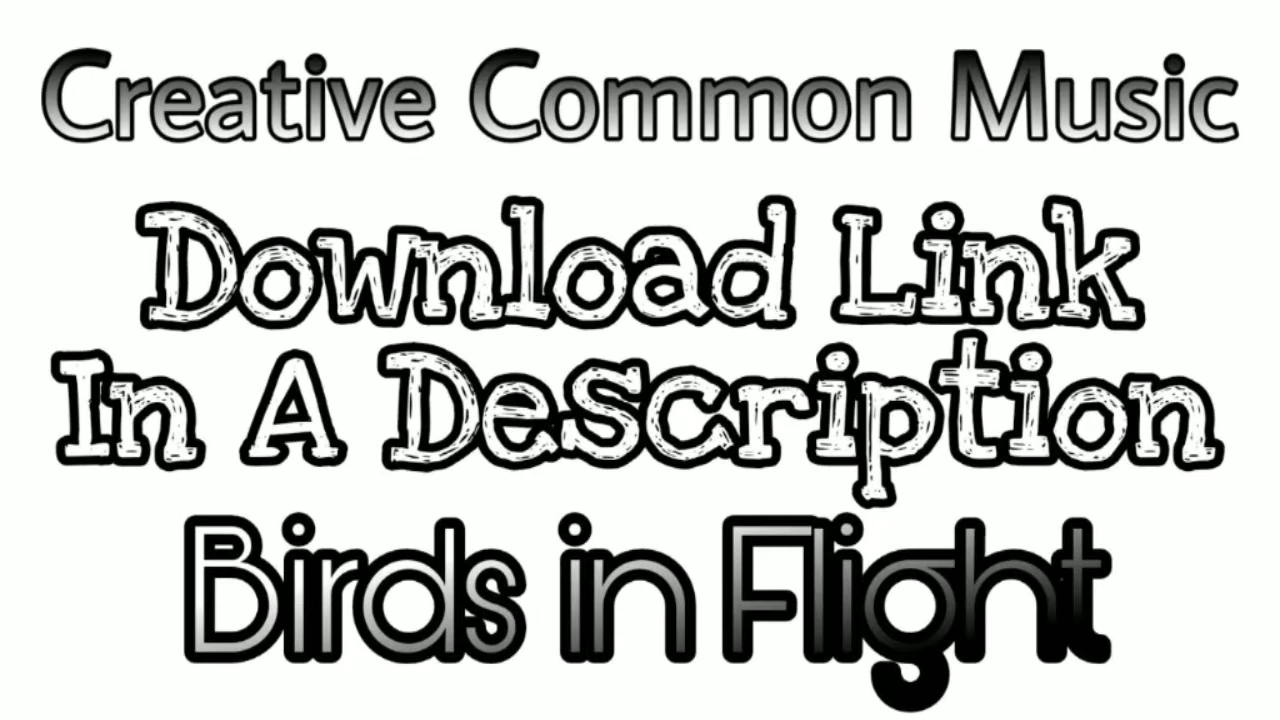 Creative Common Music
Download Link
In A Description
Birds in Flight